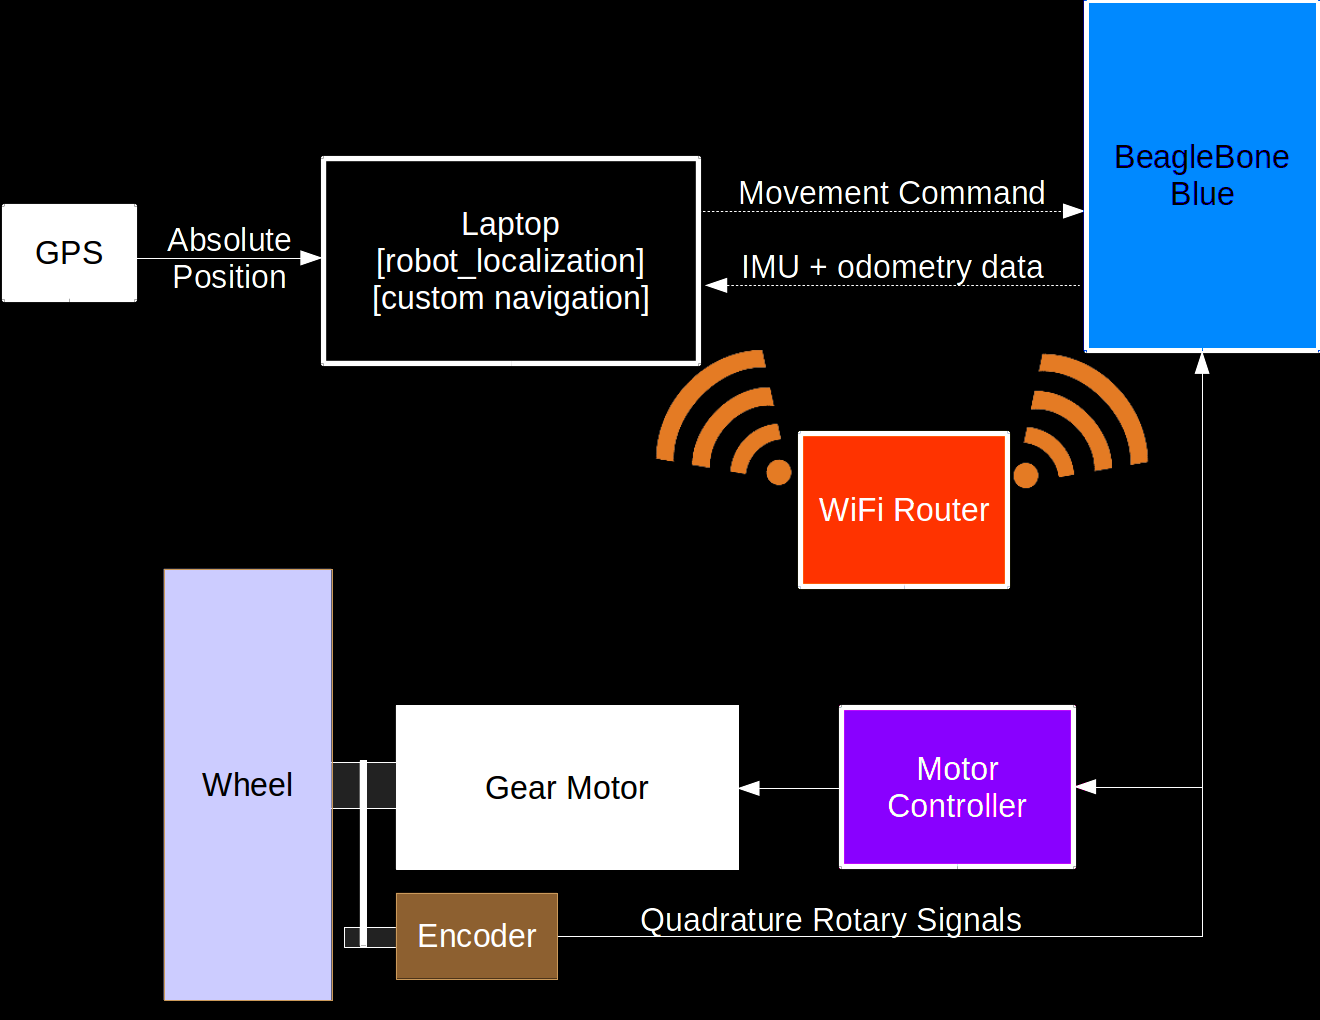 BeagleBone
Blue
Movement Command
Laptop
[robot_localization]
[custom navigation]
GPS
Absolute
Position
IMU + odometry data
WiFi Router
Wheel
Gear Motor
Motor
Controller
Encoder
Quadrature Rotary Signals